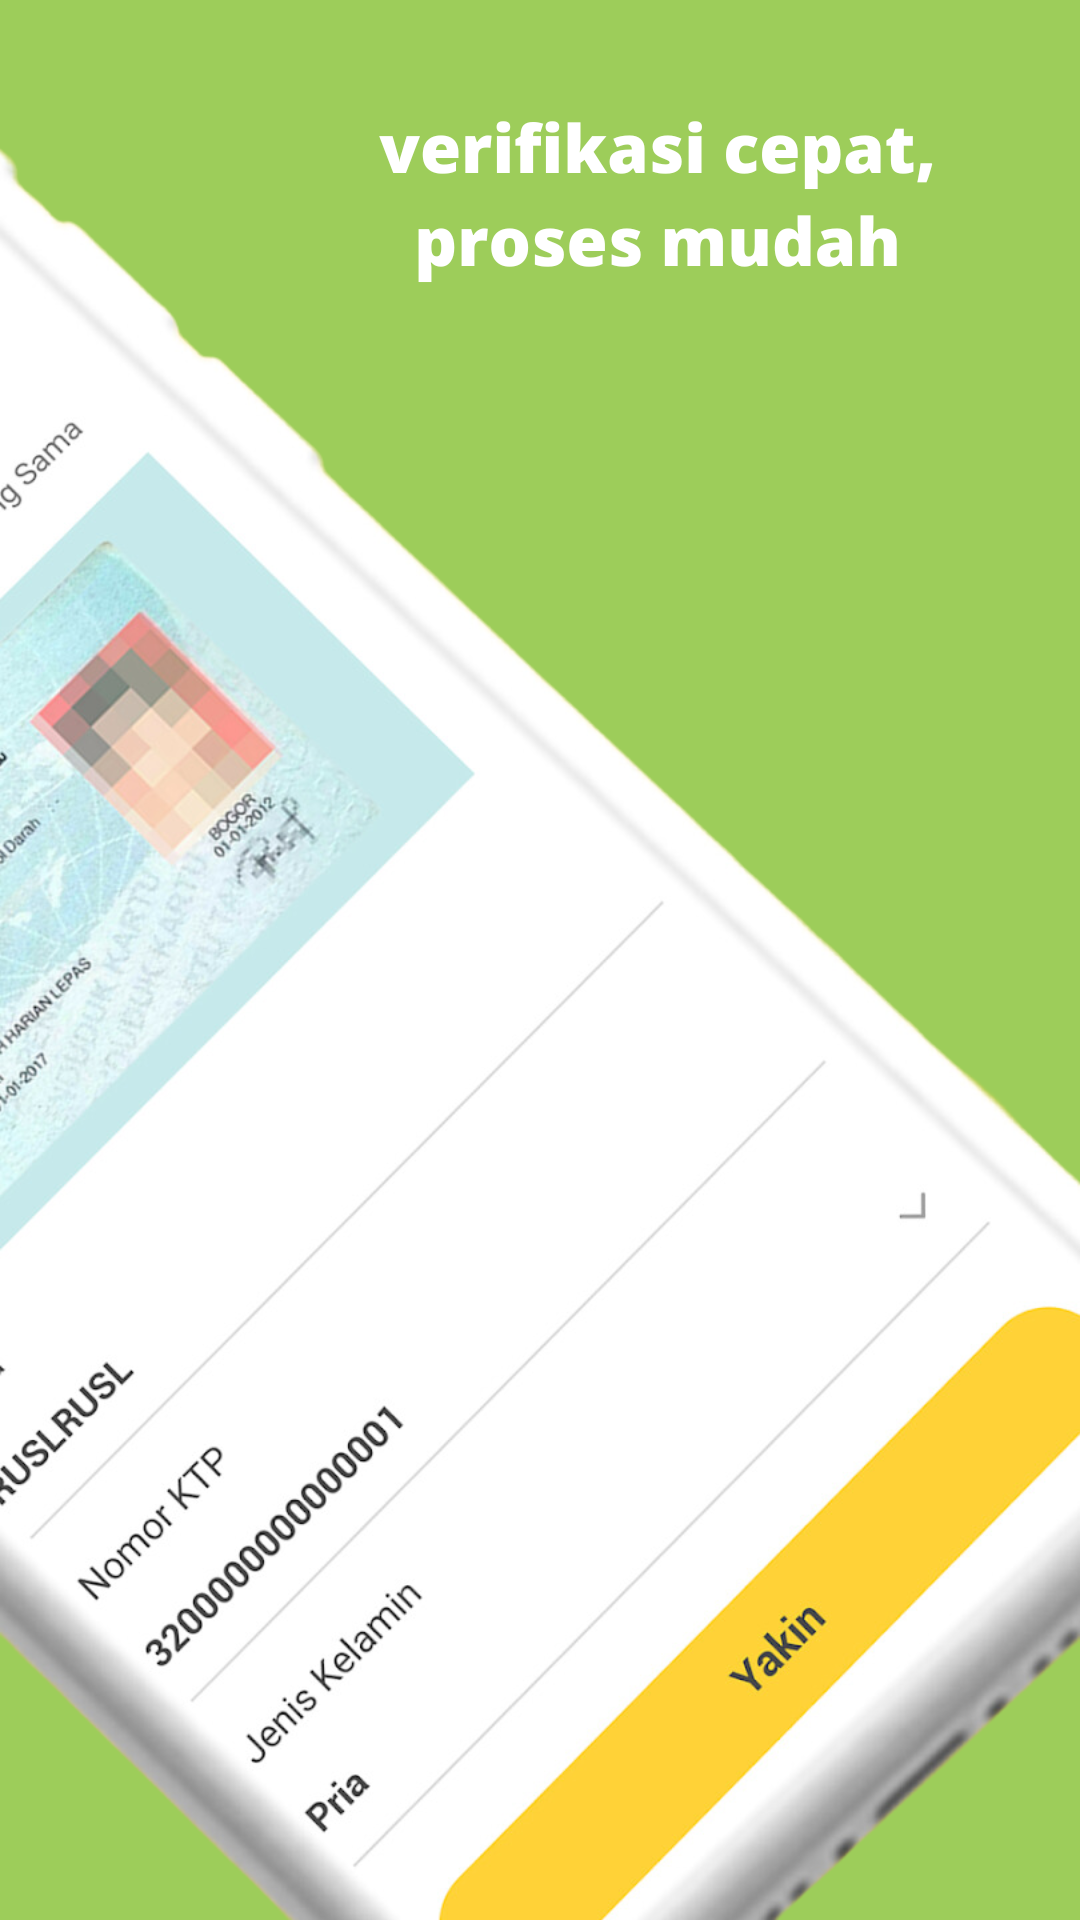 verifikasi cepat,
proses mudah
ng Sama
BOGOR
01-01-2012
Darah
HARIAN LEPAS
-01-2017
RUSLRUSL
Nomor KTP
3200000000000001
Jenis Kelamin
Pria
Yakin